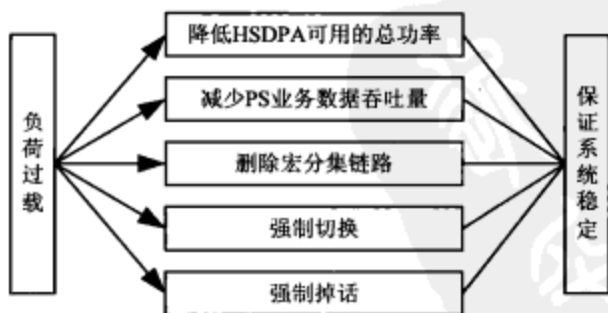 负荷过载
降低HSDPA可用的总功率
减少PS业务数据吞吐量
删除宏分集链路
强制切换
强制掉话
保证系统稳定